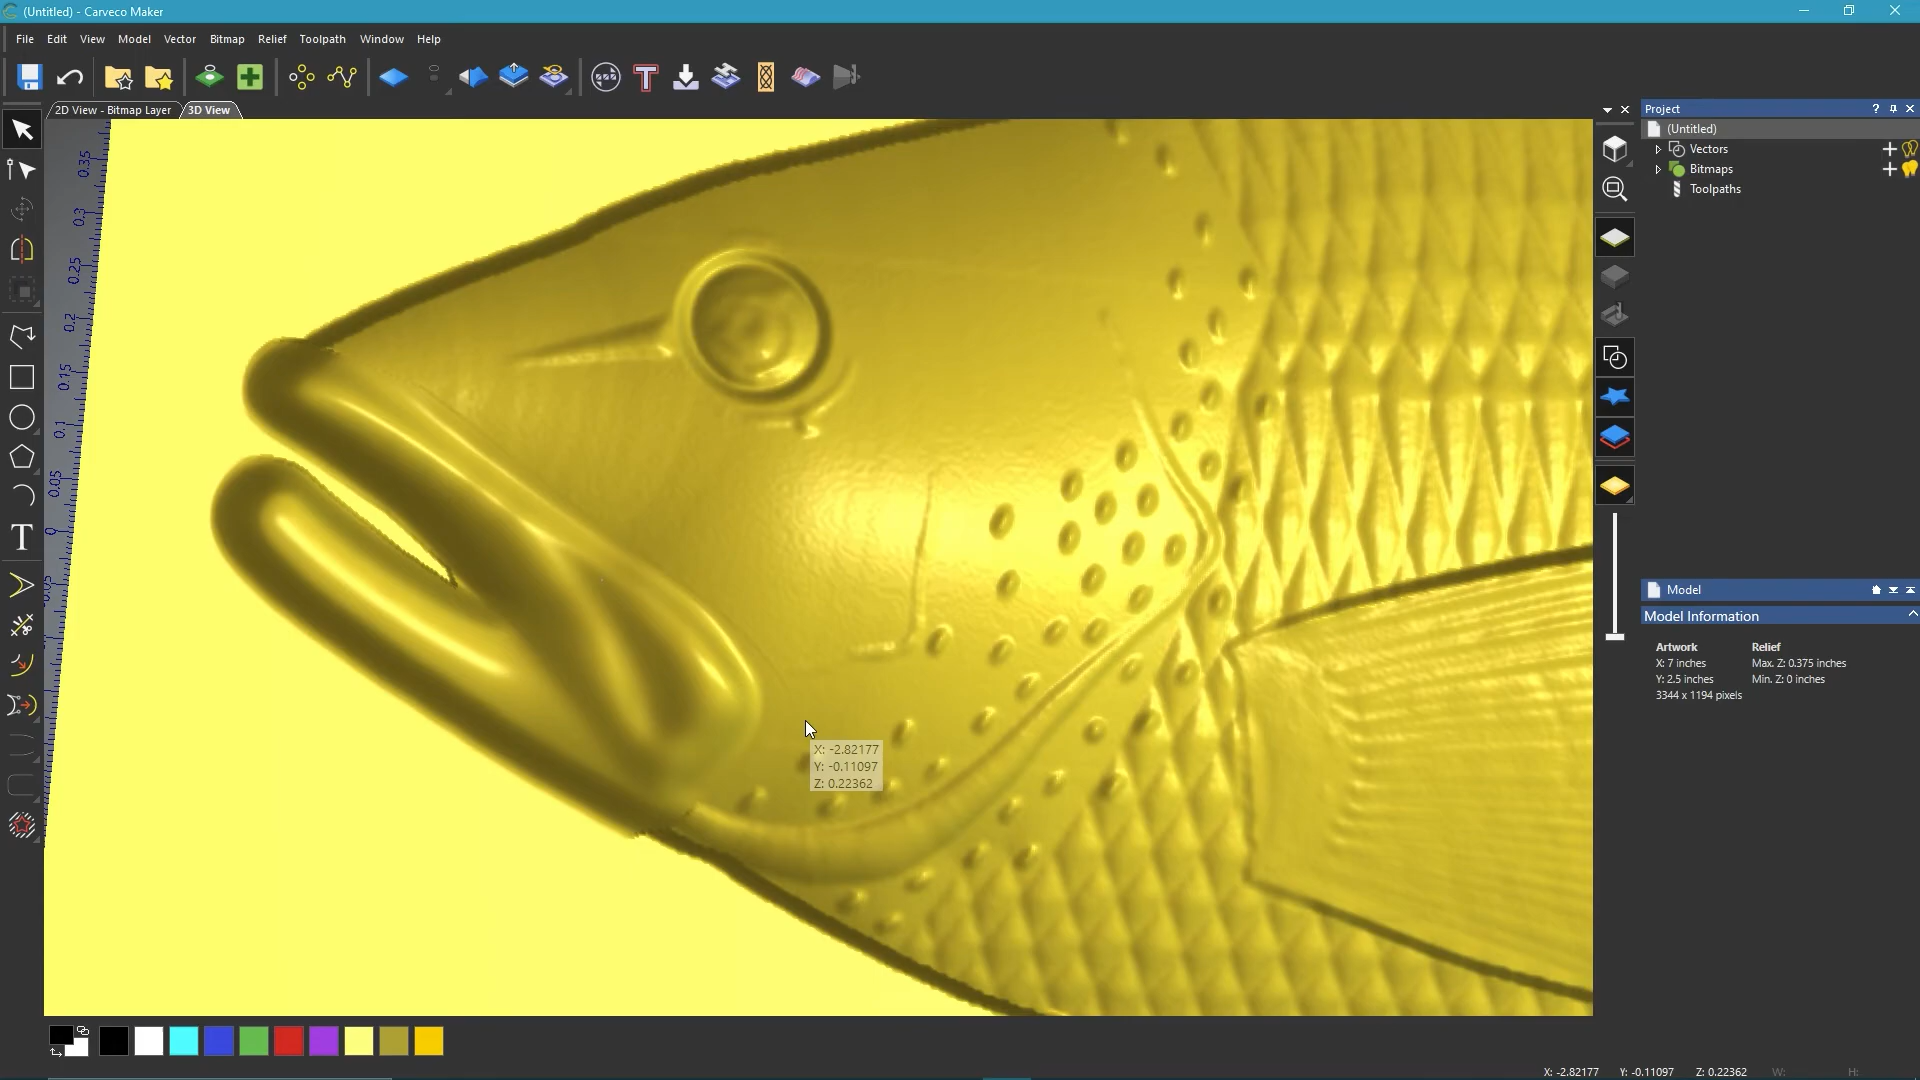 (Untitled) - Carveco Maker
File Edit View Model Vector Bitmap Relief Toolpath Window Help
2D View - Bitmap Layer 3D View
Project
(Untitled)
Vectors
Bitmaps
Toolpaths
0.35
0.3
0.25
0.2
0.15
0.1
0.05
0
X: -2.82177
Y: -0.11097
Z: 0.22362
Model
Model Information
Artwork Relief
X: 7 inches Max. Z: 0.375 inches
Y: 2.5 inches Min. Z: 0 inches
3344 x 1194 pixels
X: -2.82177 Y: -0.11097 Z: 0.22362 W: H: